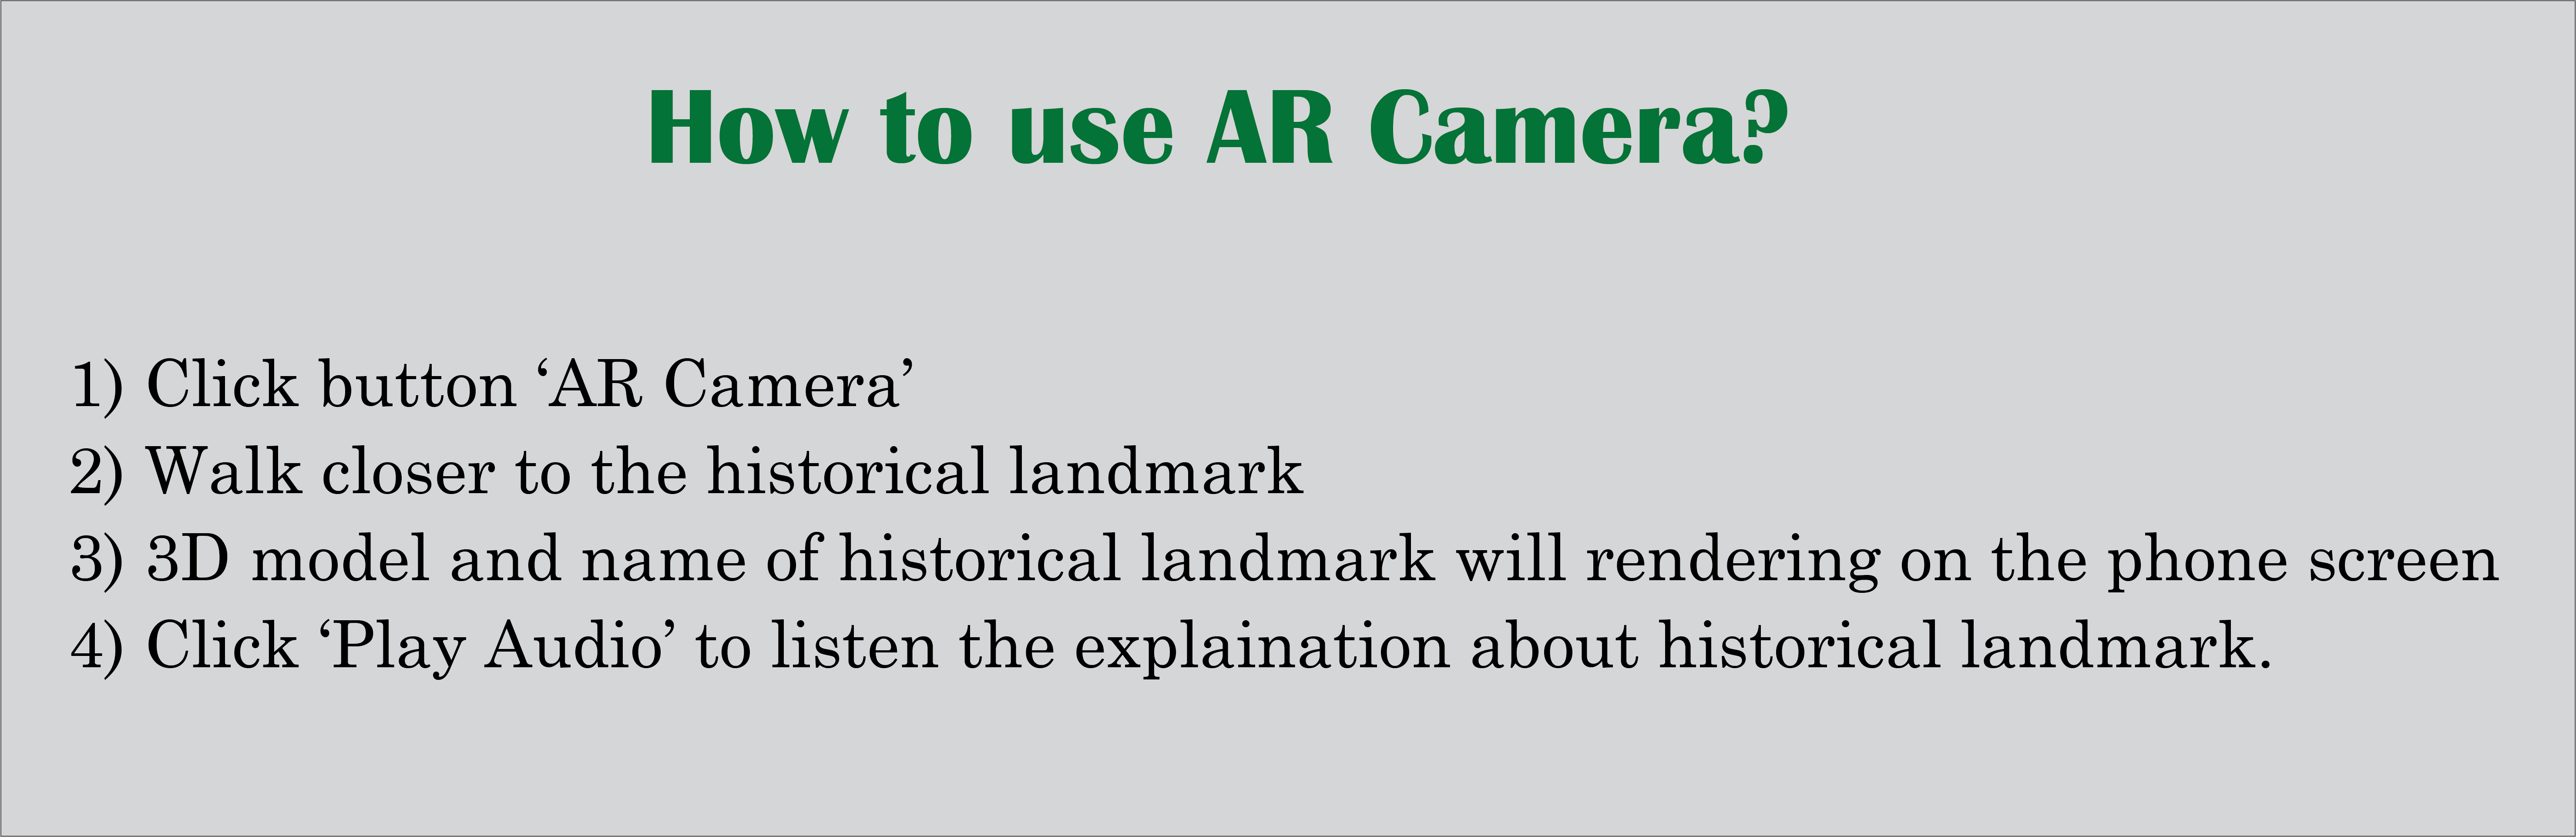 How to use AR Camera?
1) Click button ‘AR Camera’
2) Walk closer to the historical landmark
3) 3D model and name of historical landmark will rendering on the phone screen
4) Click ‘Play Audio’ to listen the explaination about historical landmark.